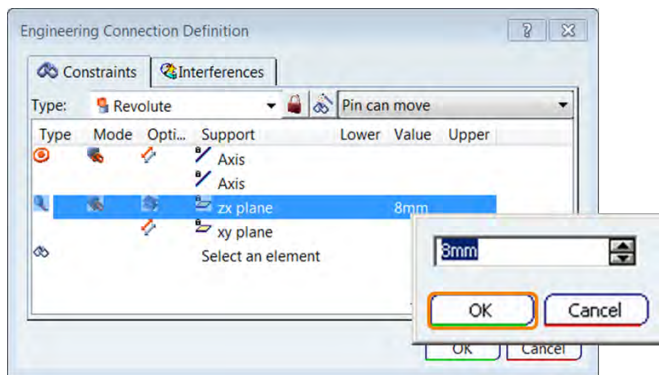 Engineering Connection Definition
Constraints Interferences
Type: Revolute Pin can move
Type Mode Opti... Support Lower Value Upper
Axis
Axis
zx plane 8mm
xy plane
Select an element
8mm
OK Cancel
OK Cancel